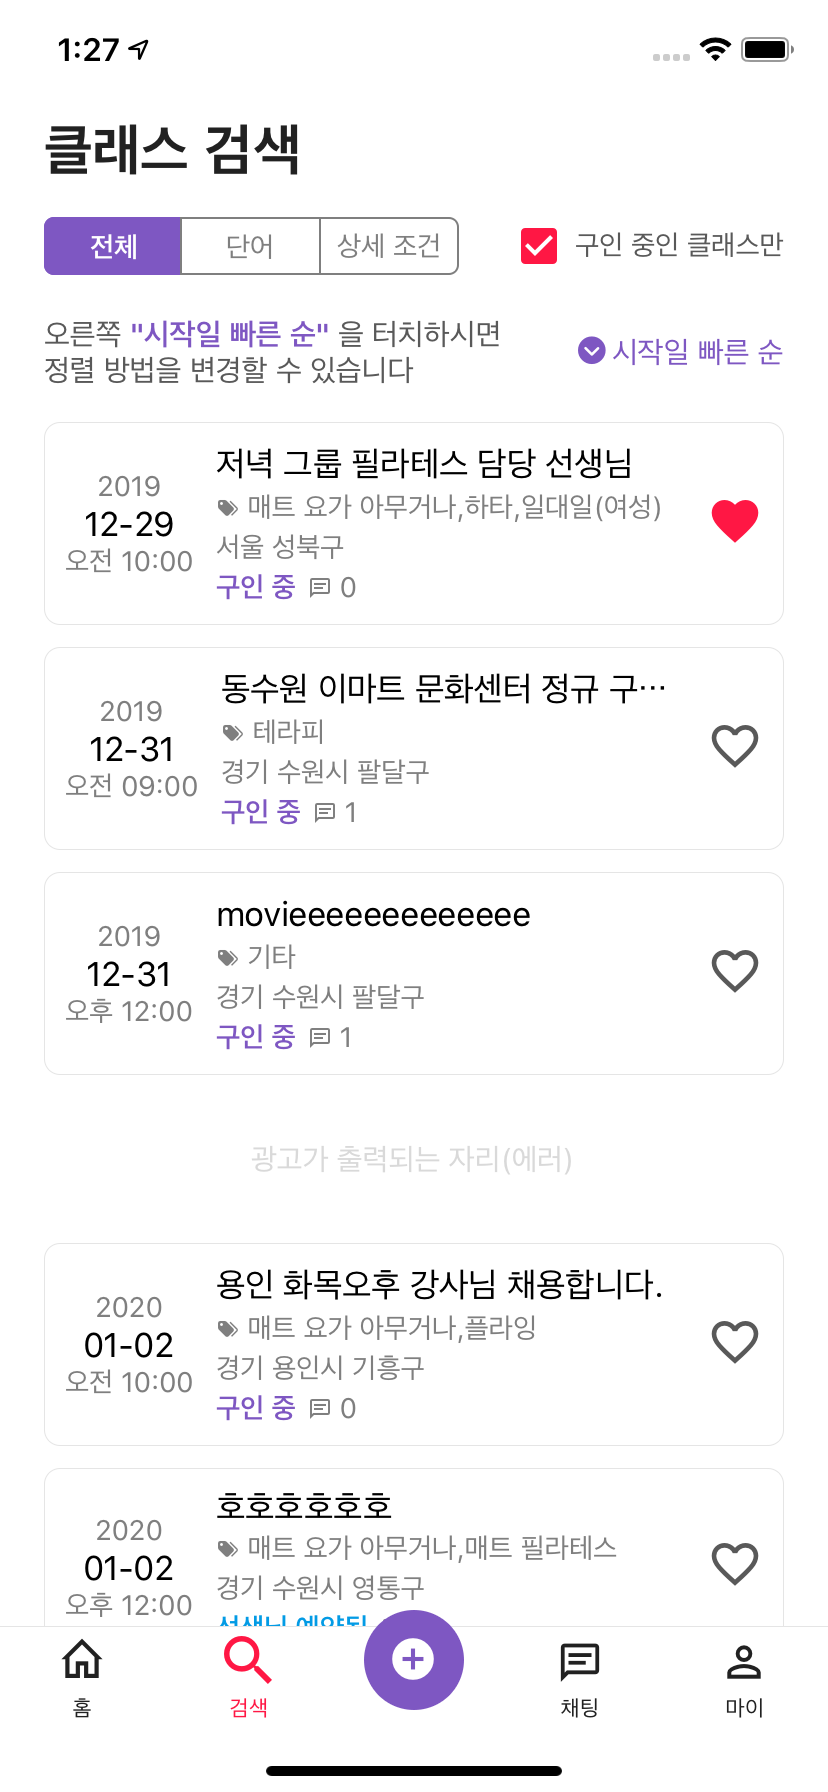 1:27
클래스 검색
전체 단어 상세 조건 구인 중인 클래스만
오른쪽 "시작일 빠른 순" 을 터치하시면
정렬 방법을 변경할 수 있습니다
시작일 빠른 순
2019
12-29
오전 10:00
저녁 그룹 필라테스 담당 선생님
매트 요가 아무거나,하타,일대일(여성)
서울 성북구
구인 중 0
2019
12-31
오전 09:00
동수원 이마트 문화센터 정규 구…
테라피
경기 수원시 팔달구
구인 중 1
2019
12-31
오후 12:00
movieeeeeeeeeeeee
기타
경기 수원시 팔달구
구인 중 1
광고가 출력되는 자리(에러)
2020
01-02
오전 10:00
용인 화목오후 강사님 채용합니다.
매트 요가 아무거나,플라잉
경기 용인시 기흥구
구인 중 0
2020
01-02
오후 12:00
호호호호호호
매트 요가 아무거나,매트 필라테스
경기 수원시 영통구
홈 검색 채팅 마이